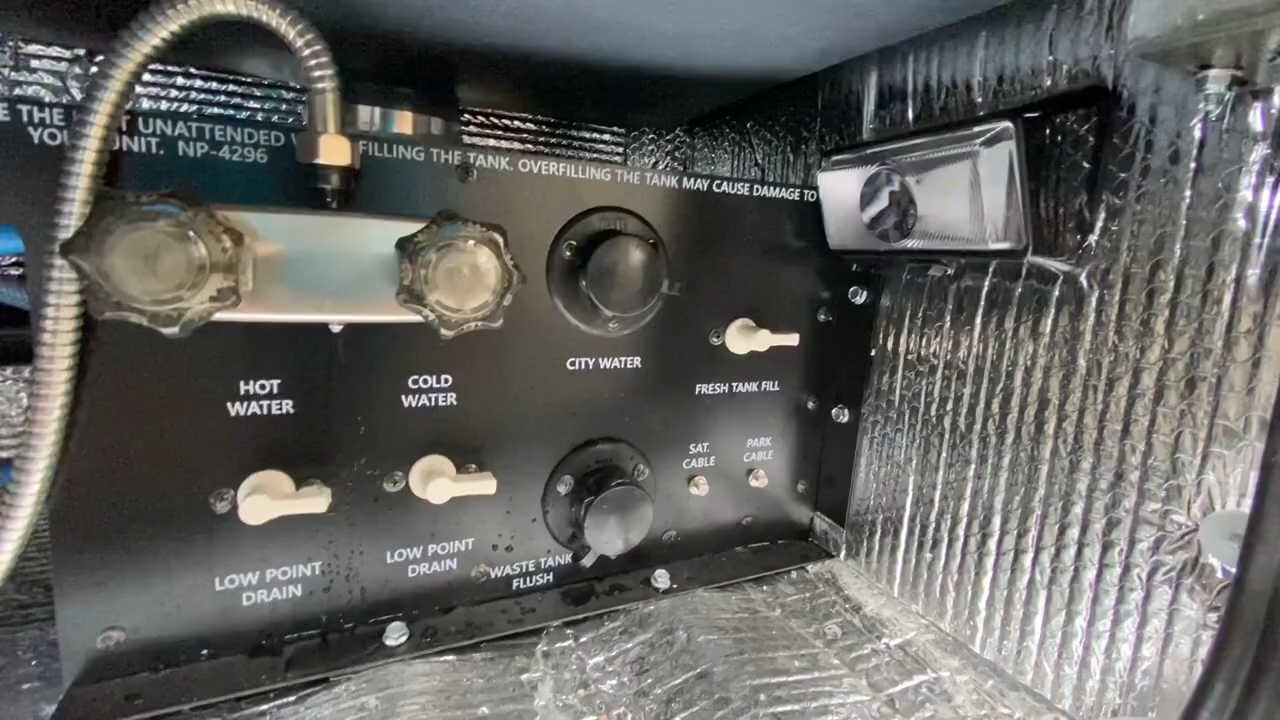 E THE UNATTENDED FILLING THE TANK. OVERFILLING THE TANK MAY CAUSE DAMAGE TO
UNIT. NP-4296
HOT
WATER
COLD
WATER
CITY WATER
FRESH TANK FILL
SAT.
CABLE
PARK
CABLE
LOW POINT
DRAIN
LOW POINT
DRAIN
WASTE TANK
FLUSH